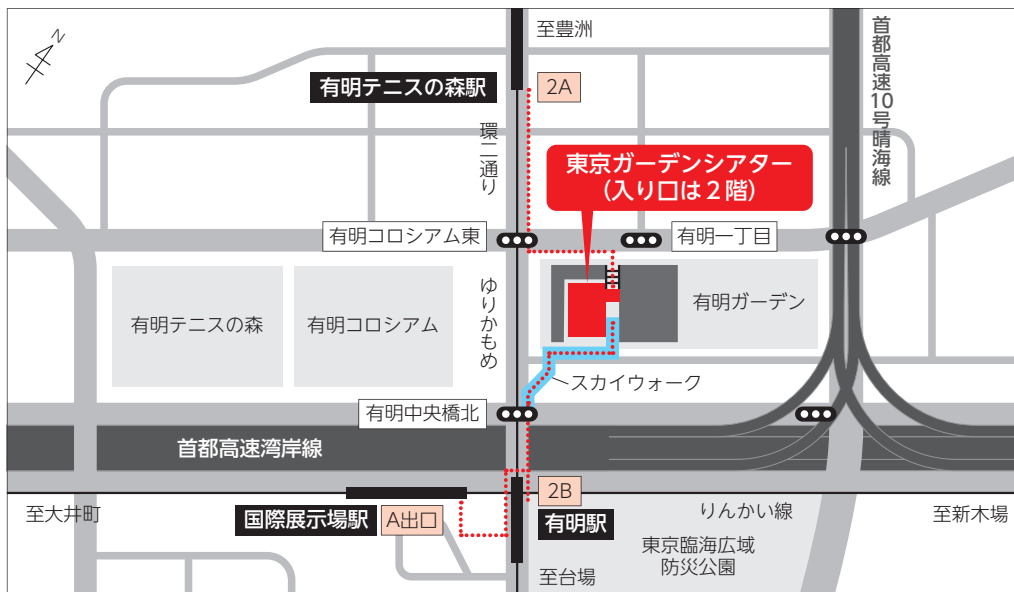 N
至豊洲
首都高速10号晴海線
有明テニスの森駅
2A
環二通り
東京ガーデンシアター
(入り口は2階)
有明コロシアム東
有明一丁目
ゆりかもめ
有明テニスの森
有明コロシアム
有明ガーデン
スカイウォーク
有明中央橋北
首都高速湾岸線
2B
至大井町
国際展示場駅
A出口
有明駅
りんかい線
至新木場
東京臨海広域
防災公園
至台場